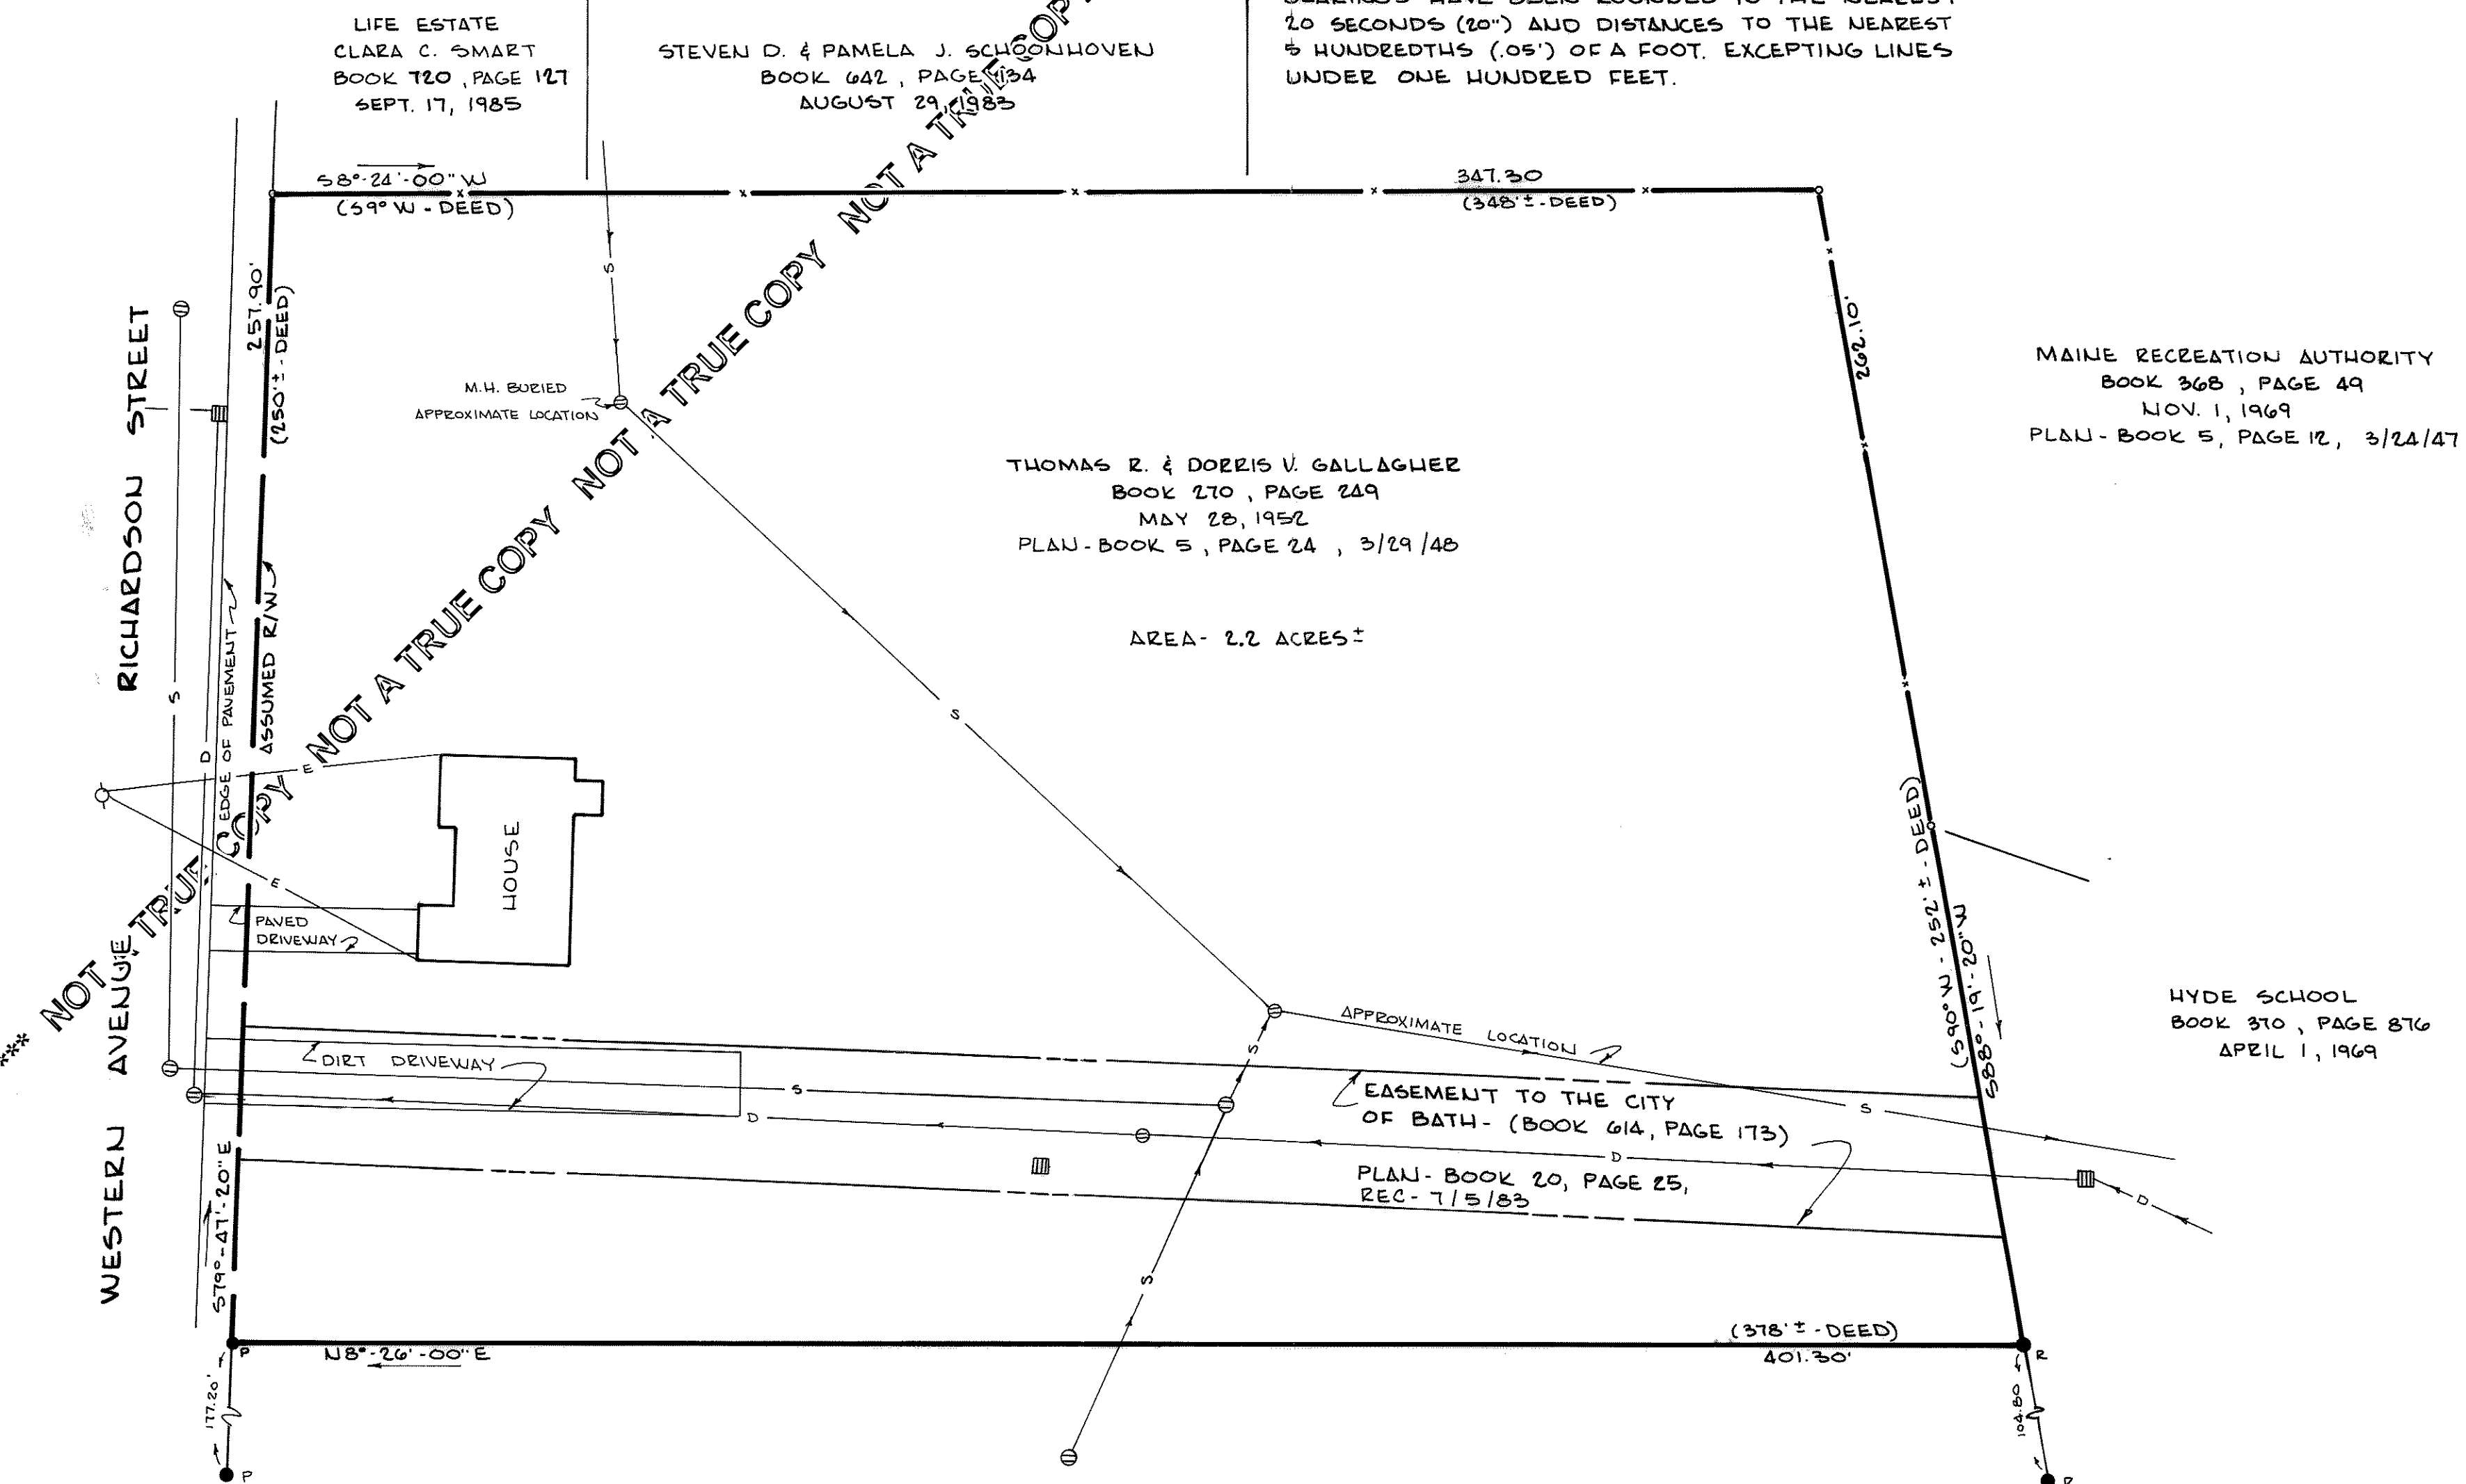 LIFE ESTATE
CLARA C. SMART
BOOK 720, PAGE 127
SEPT. 17, 1985
STEVEN D. & PAMELA J. SCHOONHOVEN
BOOK 642, PAGE 134
AUGUST 29, 1983
20 SECONDS (20") AND DISTANCES TO THE NEAREST
5 HUNDREDTHS (.05') OF A FOOT. EXCEPTING LINES
UNDER ONE HUNDRED FEET.
S8°-24'-00" W
(S9° W - DEED)
347.30
(348' ± - DEED)
257.90'
(250' ± - DEED)
262.10'
RICHARDSON STREET
S
M.H. BURIED
APPROXIMATE LOCATION
MAINE RECREATION AUTHORITY
BOOK 368, PAGE 49
NOV. 1, 1969
PLAN - BOOK 5, PAGE 12, 3/24/47
THOMAS R. & DORRIS V. GALLAGHER
BOOK 270, PAGE 249
MAY 28, 1952
PLAN - BOOK 5, PAGE 24, 3/29/48
AREA - 2.2 ACRES ±
S
D
EDGE OF PAVEMENT
ASSUMED R/W
S
E
E
HOUSE
PAVED
DRIVEWAY
(S90° W - 252' ± - DEED)
S88°-19'-20" W
HYDE SCHOOL
BOOK 370, PAGE 876
APRIL 1, 1969
WESTERN AVENUE
DIRT DRIVEWAY
APPROXIMATE LOCATION
S
S
S
D
EASEMENT TO THE CITY
OF BATH - (BOOK 614, PAGE 173)
D
D
PLAN - BOOK 20, PAGE 25,
REC - 7/5/83
S79°-47'-20" E
S
(378' ± - DEED)
P
N8°-26'-00" E
401.30'
R
177.20'
104.80
P
*** NOT A TRUE COPY NOT A TRUE COPY NOT A TRUE COPY NOT A TRUE COPY